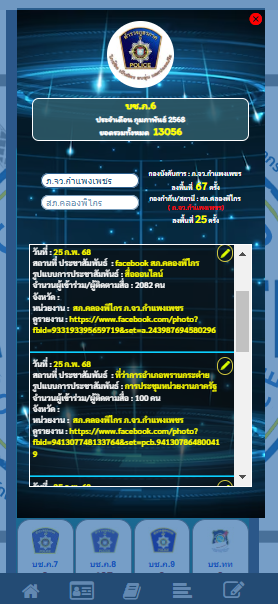 ตำรวจภูธรภาค
POLICE
บช.ภ.6
ประจำเดือน กุมภาพันธ์ 2568
ยอดรวมทั้งหมด 13056
ภ.จว.กำแพงเพชร
กองบังคับการ : ภ.จว.กำแพงเพชร
ลงพื้นที่ 67 ครั้ง
สภ.คลองพิไกร
กองกำกับ/สถานี : สภ.คลองพิไกร
( ภ.จว.กำแพงเพชร)
ลงพื้นที่ 25 ครั้ง
วันที่ : 25 ก.พ. 68
สถานที่ ประชาสัมพันธ์ : facebook สภ.คลองพิไกร
รูปแบบการประชาสัมพันธ์ : สื่อออนไลน์
จำนวนผู้เข้าร่วม/ผู้ติดตามสื่อ : 2082 คน
จังหวัด :
หน่วยงาน : สภ.คลองพิไกร ภ.จว.กำแพงเพชร
ดูรายงาน : https://www.facebook.com/photo?
fbid=933193395659719&set=a.243987694580296
วันที่ : 25 ก.พ. 68
สถานที่ ประชาสัมพันธ์ : ที่ว่าการอำเภอพรานกระต่าย
รูปแบบการประชาสัมพันธ์ : การประชุมหน่วยงานภาครัฐ
จำนวนผู้เข้าร่วม/ผู้ติดตามสื่อ : 100 คน
จังหวัด :
หน่วยงาน : สภ.คลองพิไกร ภ.จว.กำแพงเพชร
ดูรายงาน : https://www.facebook.com/photo?
fbid=941307748133764&set=pcb.94130786480041
9
วันที่ : 25 ก.พ. 68
บช.ภ.7
บช.ภ.8
บช.ภ.9
บช.ทท